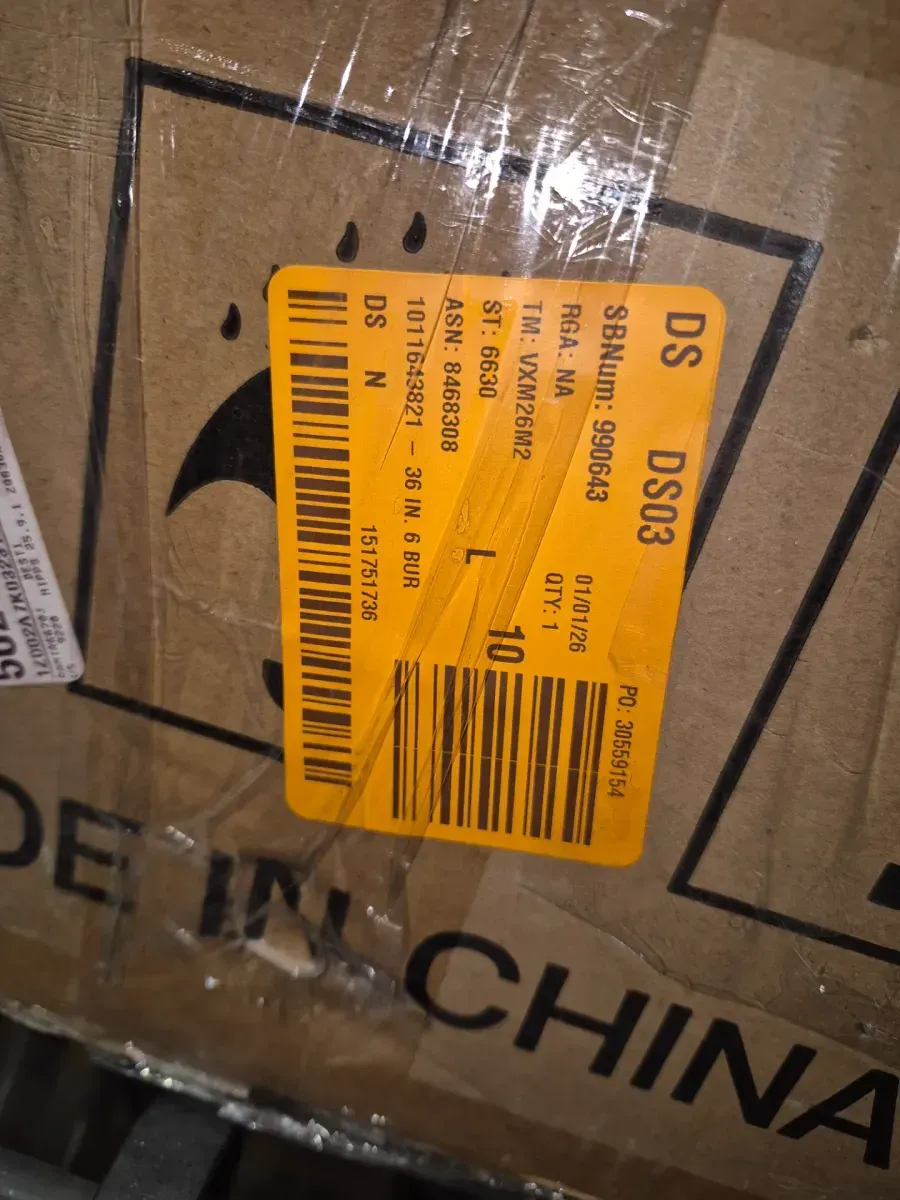 DS DS03
SBNum: 990643
RGA: NA 01/01/26 PO: 30559154
TM: VXM26M2 QTY: 1
ST: 6630 L 10
ASN: 8468308
1011643821 - 36 IN. 6 BUR
DS N 151751736
DE IN CHINA